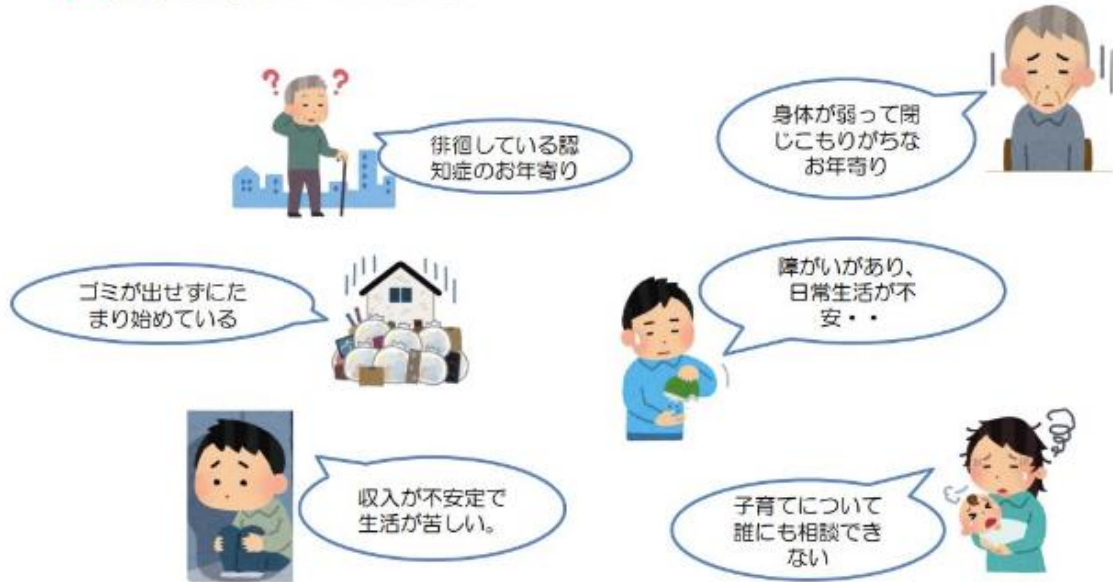 徘徊している認
知症のお年寄り
身体が弱って閉
じこもりがちな
お年寄り
ゴミが出せずにた
まり始めている
障がいがあり、
日常生活が不
安・・
収入が不安定で
生活が苦しい。
子育てについて
誰にも相談でき
ない